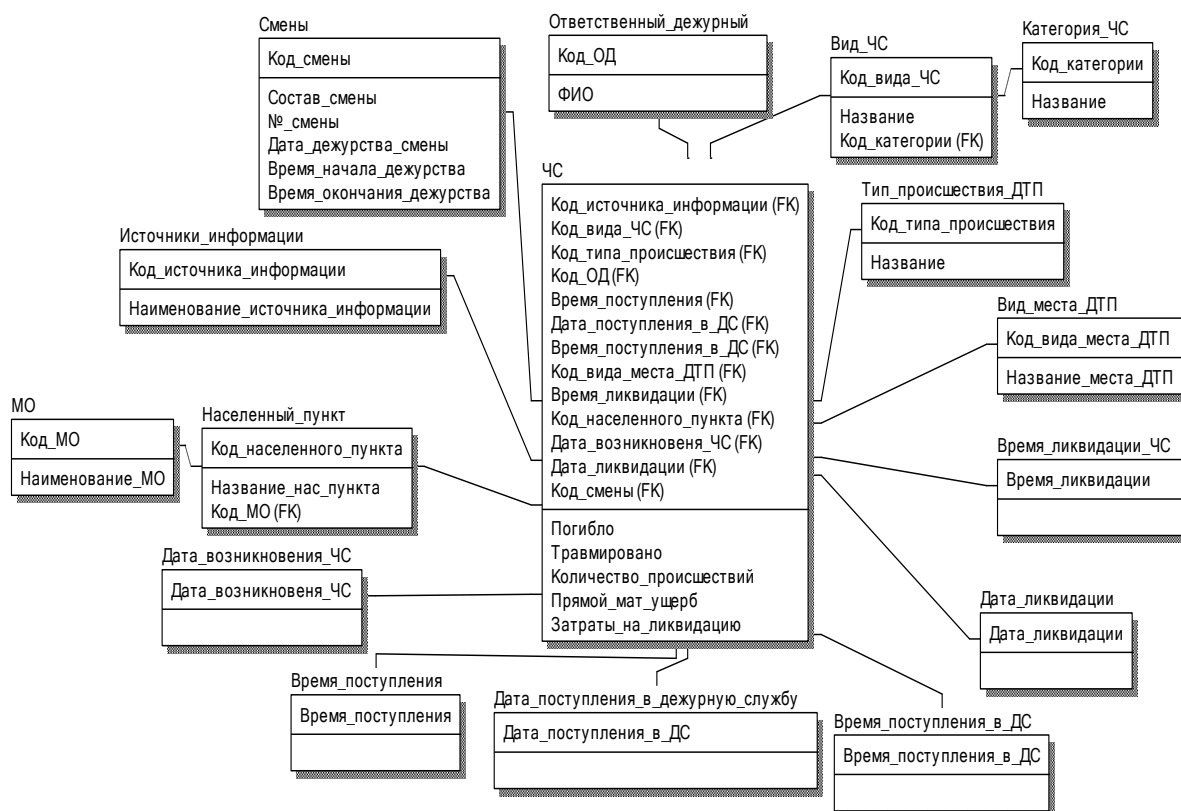 Смены
Код_смены
Состав_смены
№_смены
Дата_дежурства_смены
Время_начала_дежурства
Время_окончания_дежурства
Ответственный_дежурный
Код_ОД
ФИО
Вид_ЧС
Код_вида_ЧС
Название
Код_категории (FK)
Категория_ЧС
Код_категории
Название
ЧС
Код_источника_информации (FK)
Код_вида_ЧС (FK)
Код_типа_происшествия (FK)
Код_ОД (FK)
Время_поступления (FK)
Дата_поступления_в_ДС (FK)
Время_поступления_в_ДС (FK)
Код_вида_места_ДТП (FK)
Время_ликвидации (FK)
Код_населенного_пункта (FK)
Дата_возникновеня_ЧС (FK)
Дата_ликвидации (FK)
Код_смены (FK)
Погибло
Травмировано
Количество_происшествий
Прямой_мат_ущерб
Затраты_на_ликвидацию
Тип_происшествия_ДТП
Код_типа_происшествия
Название
Источники_информации
Код_источника_информации
Наименование_источника_информации
Вид_места_ДТП
Код_вида_места_ДТП
Название_места_ДТП
МО
Код_МО
Наименование_МО
Населенный_пункт
Код_населенного_пункта
Название_нас_пункта
Код_МО (FK)
Время_ликвидации_ЧС
Время_ликвидации
Дата_возникновения_ЧС
Дата_возникновеня_ЧС
Дата_ликвидации
Дата_ликвидации
Время_поступления
Время_поступления
Дата_поступления_в_дежурную_службу
Дата_поступления_в_ДС
Время_поступления_в_ДС
Время_поступления_в_ДС